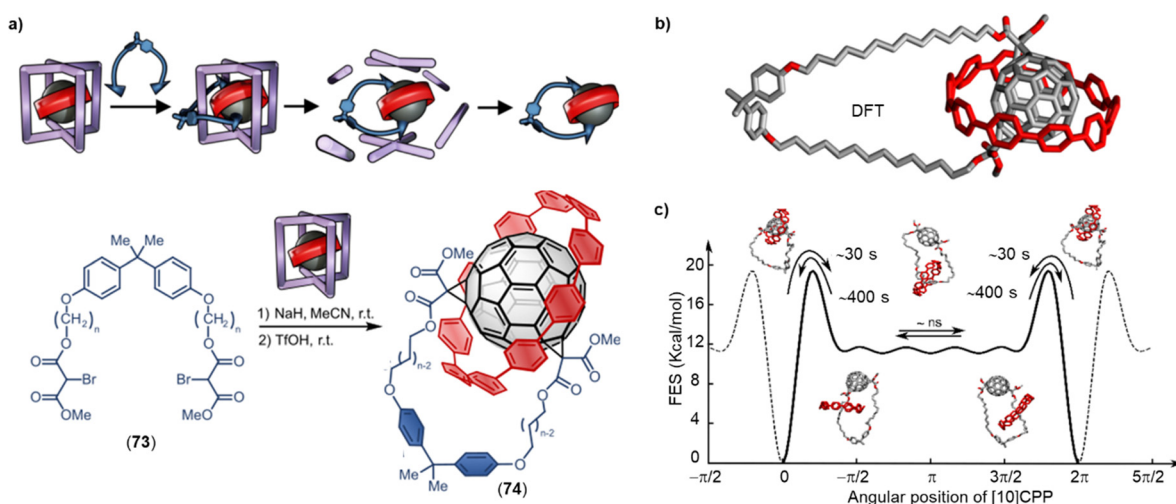 a)
Me Me
O O
(CH₂)n (CH₂)n
O O
O O
Br Br
O O
OMe MeO
(73)
1) NaH, MeCN, r.t.
2) TfOH, r.t.
OMe
O
O
O
OMe
O
O
O
n-2
n-2
O
O
Me
Me
(74)
b)
DFT
c)
FES (Kcal/mol)
20
16
12
8
4
0
~30 s
~400 s
~ ns
~30 s
~400 s
−π/2 0 −π/2 π 3π/2 2π 5π/2
Angular position of [10]CPP